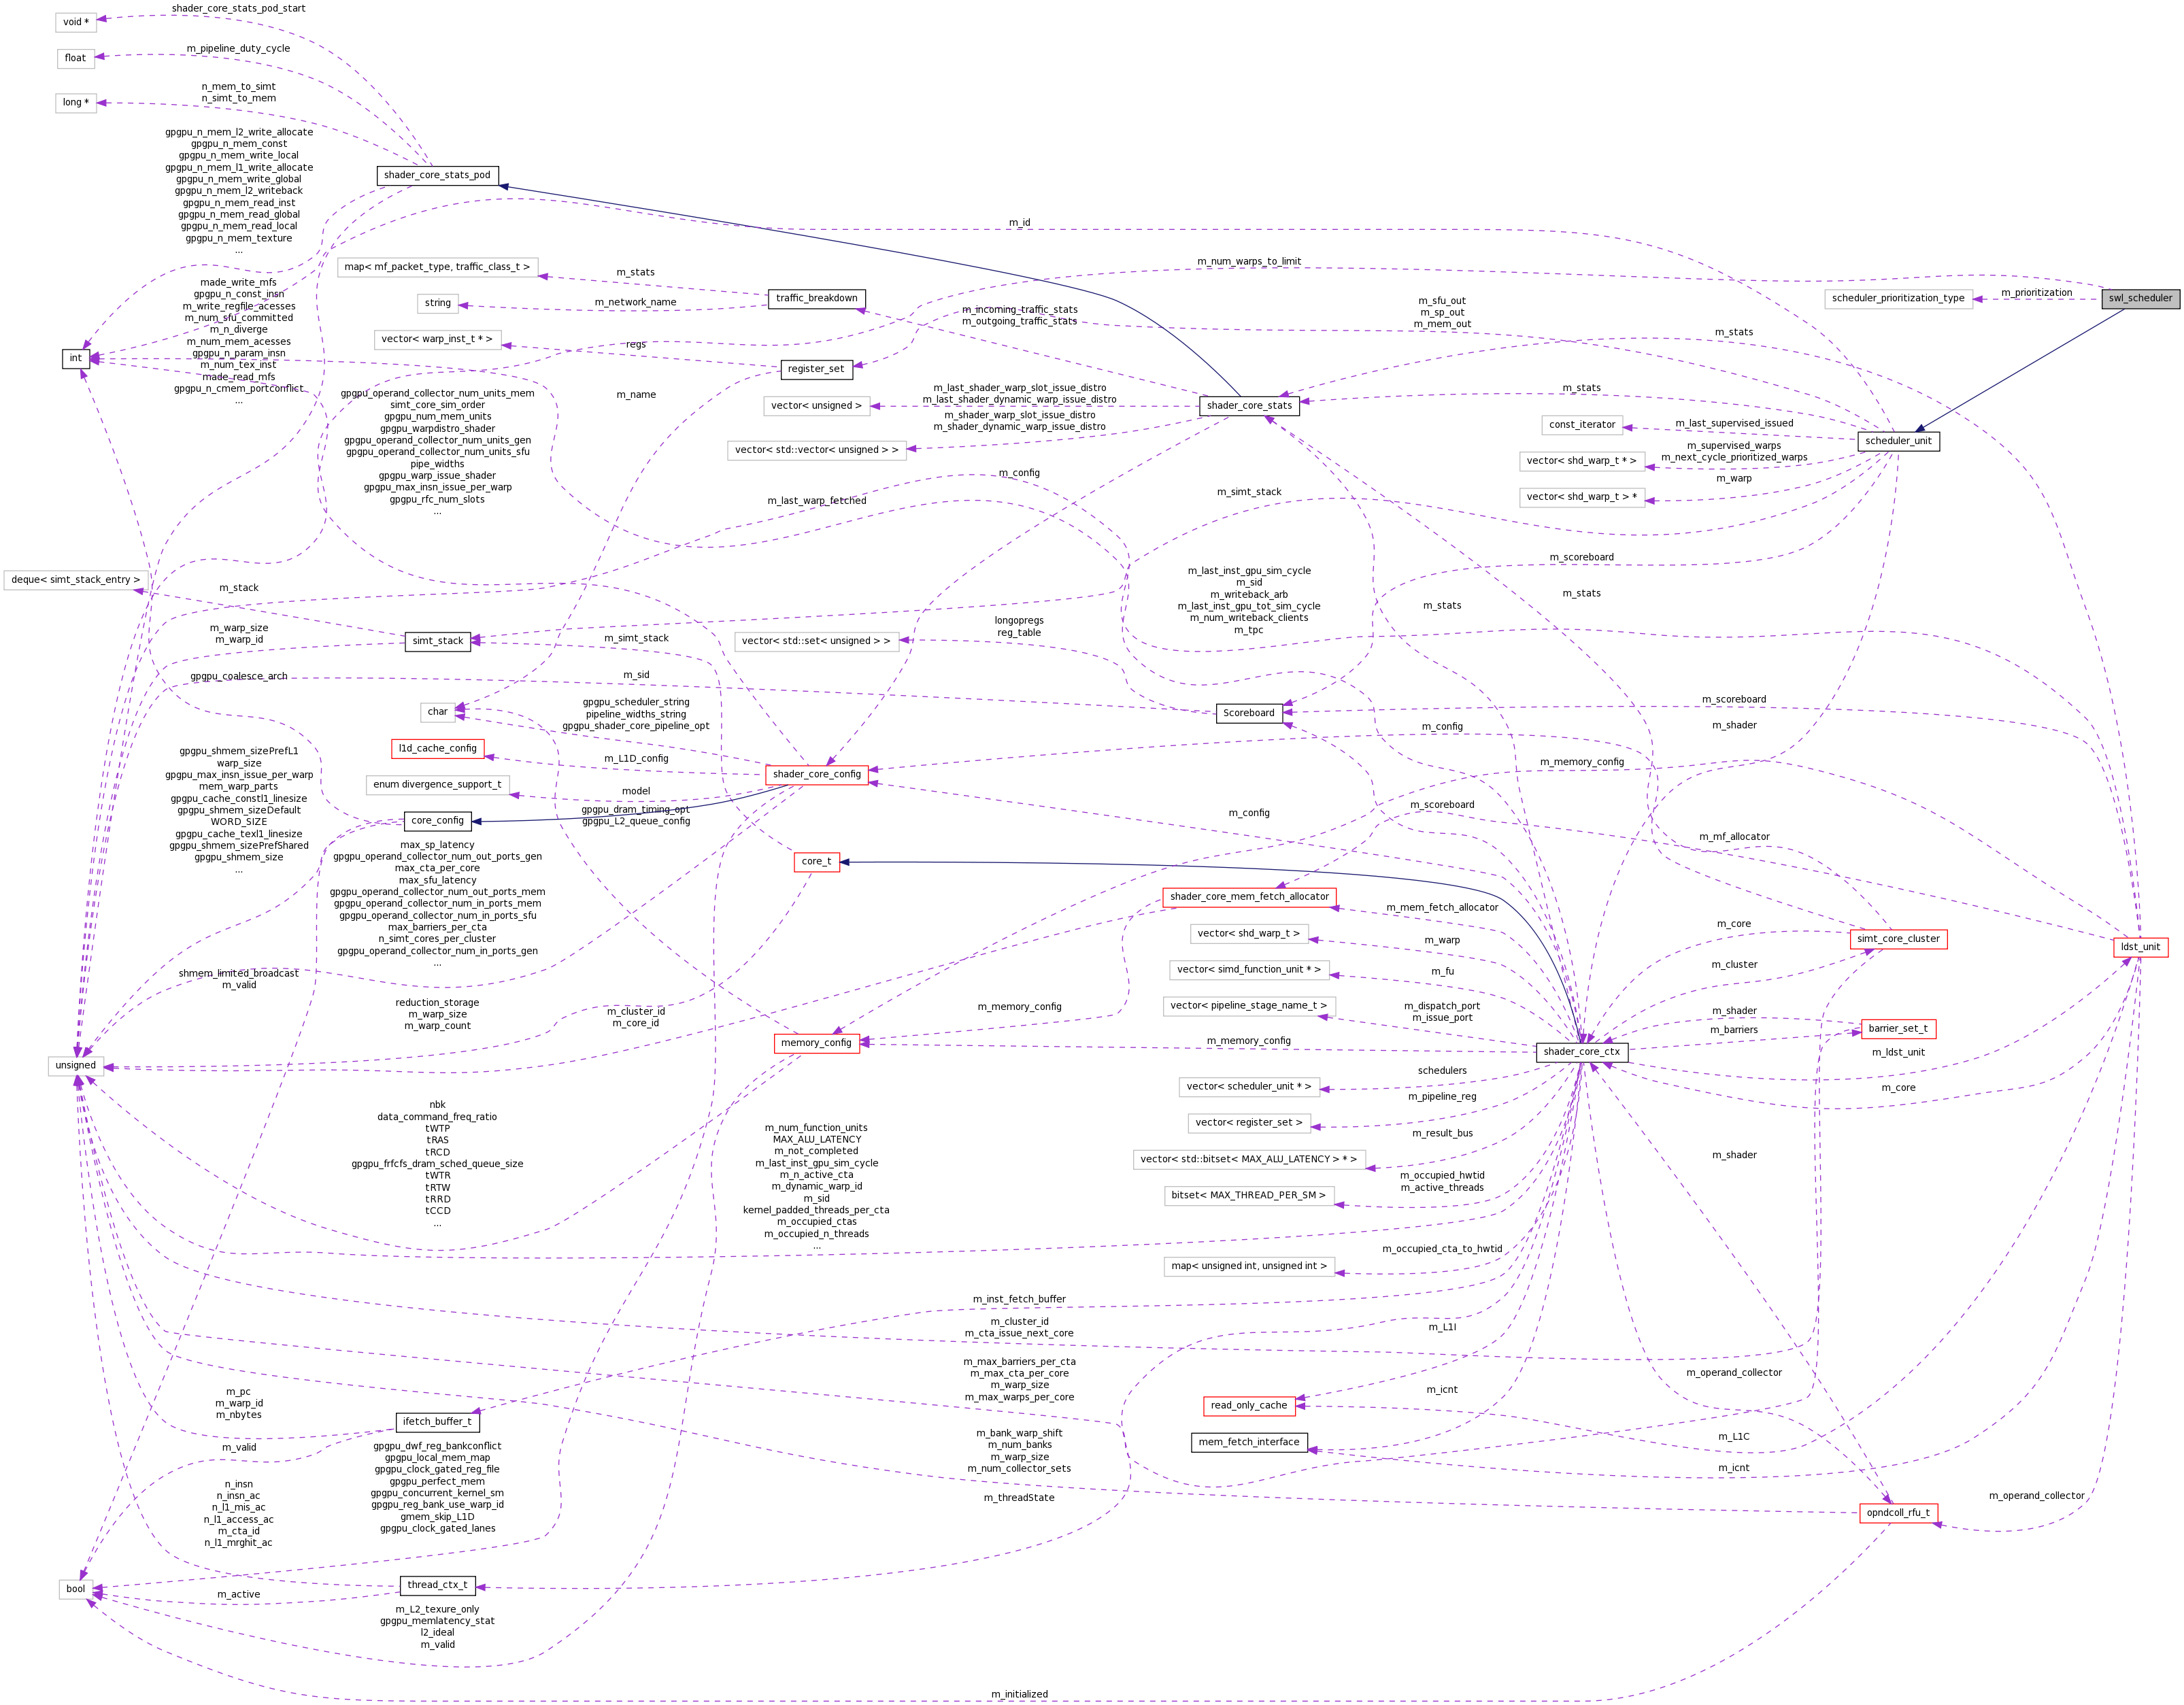 shader_core_stats_pod_start
void *
m_pipeline_duty_cycle
float
n_mem_to_simt
n_simt_to_mem
long *
gpgpu_n_mem_l2_write_allocate
gpgpu_n_mem_const
gpgpu_n_mem_write_local
gpgpu_n_mem_l1_write_allocate
gpgpu_n_mem_write_global
gpgpu_n_mem_l2_writeback
gpgpu_n_mem_read_inst
gpgpu_n_mem_read_global
gpgpu_n_mem_read_local
gpgpu_n_mem_texture
...
shader_core_stats_pod
m_id
m_num_warps_to_limit
map< mf_packet_type, traffic_class_t >
m_stats
string
m_network_name
traffic_breakdown
m_incoming_traffic_stats
m_outgoing_traffic_stats
m_sfu_out
m_sp_out
m_mem_out
scheduler_prioritization_type
m_prioritization
swl_scheduler
made_write_mfs
gpgpu_n_const_insn
m_write_regfile_acesses
m_num_sfu_committed
m_n_diverge
m_num_mem_acesses
gpgpu_n_param_insn
m_num_tex_inst
made_read_mfs
gpgpu_n_cmem_portconflict
...
int
vector< warp_inst_t * >
regs
register_set
m_name
m_stats
vector< unsigned >
m_last_shader_warp_slot_issue_distro
m_last_shader_dynamic_warp_issue_distro
shader_core_stats
m_stats
vector< std::vector< unsigned > >
m_shader_warp_slot_issue_distro
m_shader_dynamic_warp_issue_distro
const_iterator
m_last_supervised_issued
scheduler_unit
vector< shd_warp_t * >
m_supervised_warps
m_next_cycle_prioritized_warps
vector< shd_warp_t > *
m_warp
gpgpu_operand_collector_num_units_mem
simt_core_sim_order
gpgpu_num_mem_units
gpgpu_warpdistro_shader
gpgpu_operand_collector_num_units_gen
gpgpu_operand_collector_num_units_sfu
pipe_widths
gpgpu_warp_issue_shader
gpgpu_max_insn_issue_per_warp
gpgpu_rfc_num_slots
...
m_config
m_last_warp_fetched
m_simt_stack
m_scoreboard
deque< simt_stack_entry >
m_stack
m_last_inst_gpu_sim_cycle
m_sid
m_writeback_arb
m_last_inst_gpu_tot_sim_cycle
m_num_writeback_clients
m_tpc
m_stats
m_stats
m_warp_size
m_warp_id
simt_stack
m_simt_stack
vector< std::set< unsigned > >
longopregs
reg_table
gpgpu_coalesce_arch
m_sid
char
gpgpu_scheduler_string
pipeline_widths_string
gpgpu_shader_core_pipeline_opt
Scoreboard
m_scoreboard
m_config
m_shader
l1d_cache_config
m_L1D_config
shader_core_config
enum divergence_support_t
model
m_memory_config
gpgpu_shmem_sizePrefL1
warp_size
gpgpu_max_insn_issue_per_warp
mem_warp_parts
gpgpu_cache_constl1_linesize
gpgpu_shmem_sizeDefault
WORD_SIZE
gpgpu_cache_texl1_linesize
gpgpu_shmem_sizePrefShared
gpgpu_shmem_size
...
core_config
gpgpu_dram_timing_opt
gpgpu_L2_queue_config
m_config
m_scoreboard
m_mf_allocator
max_sp_latency
gpgpu_operand_collector_num_out_ports_gen
max_cta_per_core
max_sfu_latency
gpgpu_operand_collector_num_out_ports_mem
gpgpu_operand_collector_num_in_ports_mem
gpgpu_operand_collector_num_in_ports_sfu
max_barriers_per_cta
n_simt_cores_per_cluster
gpgpu_operand_collector_num_in_ports_gen
...
core_t
shader_core_mem_fetch_allocator
m_mem_fetch_allocator
vector< shd_warp_t >
m_warp
m_core
simt_core_cluster
ldst_unit
shmem_limited_broadcast
m_valid
vector< simd_function_unit * >
m_fu
m_cluster
reduction_storage
m_warp_size
m_warp_count
m_cluster_id
m_core_id
m_memory_config
vector< pipeline_stage_name_t >
m_dispatch_port
m_issue_port
m_shader
m_barriers
barrier_set_t
memory_config
m_memory_config
shader_core_ctx
m_ldst_unit
unsigned
vector< scheduler_unit * >
schedulers
m_core
vector< register_set >
m_pipeline_reg
nbk
data_command_freq_ratio
tWTP
tRAS
tRCD
gpgpu_frfcfs_dram_sched_queue_size
tWTR
tRTW
tRRD
tCCD
...
m_num_function_units
MAX_ALU_LATENCY
m_not_completed
m_last_inst_gpu_sim_cycle
m_n_active_cta
m_dynamic_warp_id
m_sid
kernel_padded_threads_per_cta
m_occupied_ctas
m_occupied_n_threads
...
vector< std::bitset< MAX_ALU_LATENCY > * >
m_result_bus
m_shader
bitset< MAX_THREAD_PER_SM >
m_occupied_hwtid
m_active_threads
map< unsigned int, unsigned int >
m_occupied_cta_to_hwtid
m_inst_fetch_buffer
m_cluster_id
m_cta_issue_next_core
m_L1I
m_max_barriers_per_cta
m_max_cta_per_core
m_warp_size
m_max_warps_per_core
m_operand_collector
m_pc
m_warp_id
m_nbytes
ifetch_buffer_t
m_icnt
read_only_cache
m_valid
gpgpu_dwf_reg_bankconflict
gpgpu_local_mem_map
gpgpu_clock_gated_reg_file
gpgpu_perfect_mem
gpgpu_concurrent_kernel_sm
gpgpu_reg_bank_use_warp_id
gmem_skip_L1D
gpgpu_clock_gated_lanes
m_bank_warp_shift
m_num_banks
m_warp_size
m_num_collector_sets
mem_fetch_interface
m_L1C
m_icnt
n_insn
n_insn_ac
n_l1_mis_ac
n_l1_access_ac
m_cta_id
n_l1_mrghit_ac
m_threadState
m_operand_collector
opndcoll_rfu_t
bool
m_active
thread_ctx_t
m_L2_texure_only
gpgpu_memlatency_stat
l2_ideal
m_valid
m_initialized